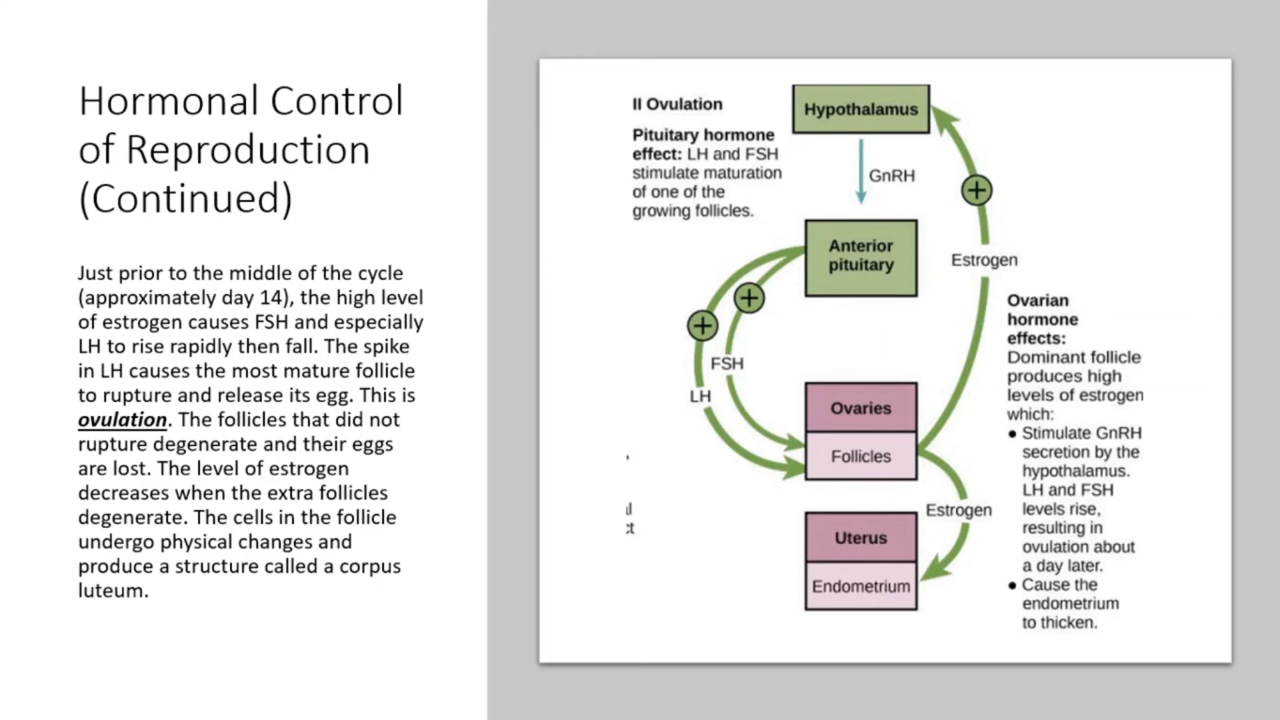 Hormonal Control
of Reproduction
(Continued)
Just prior to the middle of the cycle
(approximately day 14), the high level
of estrogen causes FSH and especially
LH to rise rapidly then fall. The spike
in LH causes the most mature follicle
to rupture and release its egg. This is
ovulation. The follicles that did not
rupture degenerate and their eggs
are lost. The level of estrogen
decreases when the extra follicles
degenerate. The cells in the follicle
undergo physical changes and
produce a structure called a corpus
luteum.
II Ovulation
Pituitary hormone
effect: LH and FSH
stimulate maturation
of one of the
growing follicles.
Hypothalamus
GnRH
Anterior
pituitary
+
+
+
FSH
LH
Estrogen
Ovaries
Follicles
Estrogen
Uterus
Endometrium
Ovarian
hormone
effects:
Dominant follicle
produces high
levels of estrogen
which:
● Stimulate GnRH
secretion by the
hypothalamus.
LH and FSH
levels rise,
resulting in
ovulation about
a day later.
● Cause the
endometrium
to thicken.